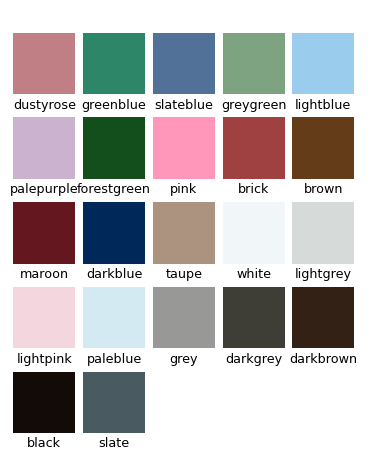 dustyrose greenblue slateblue greygreen lightblue
palepurple forestgreen pink brick brown
maroon darkblue taupe white lightgrey
lightpink paleblue grey darkgrey darkbrown
black slate